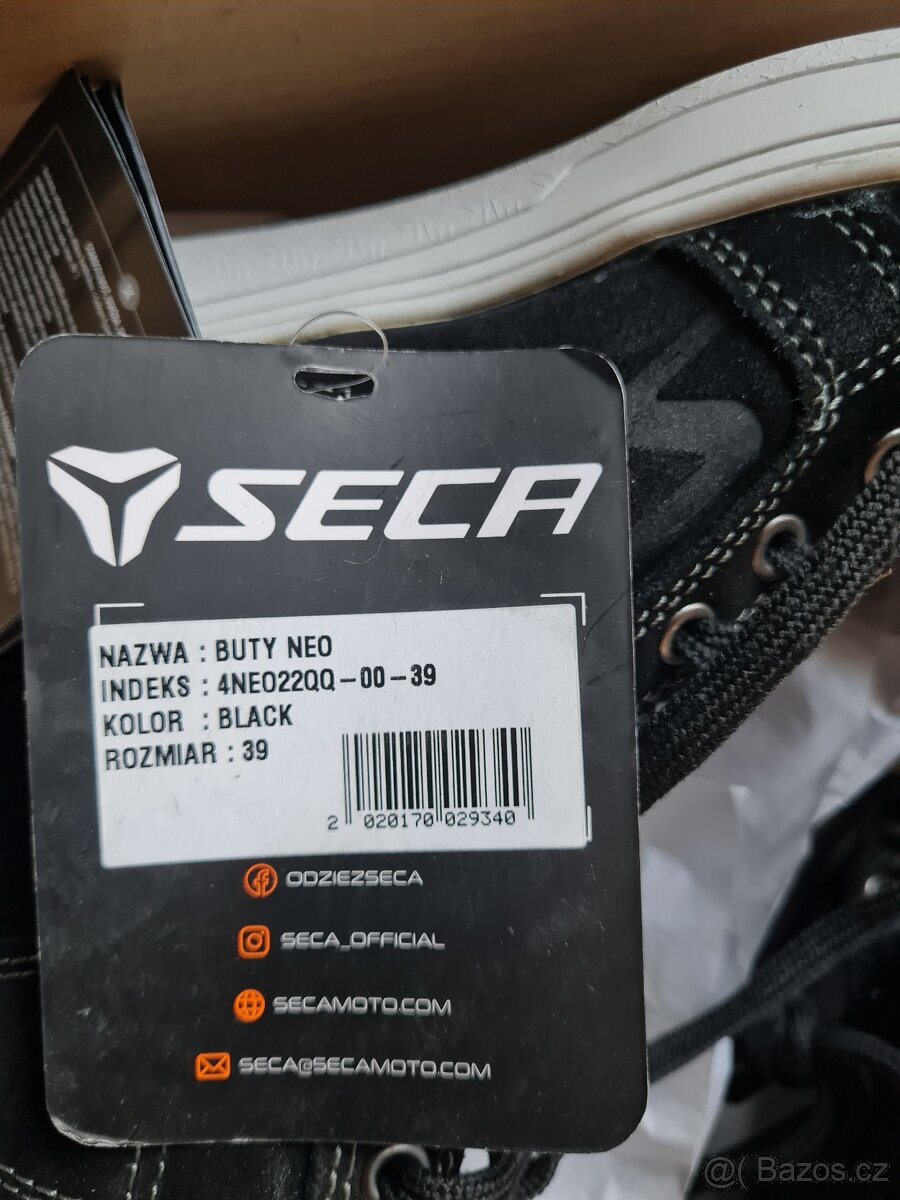 SECA
NAZWA : BUTY NEO
INDEKS : 4NEO22QQ-00-39
KOLOR : BLACK
ROZMIAR : 39
2 020170 029340
ODZIEZSECA
SECA_OFFICIAL
SECAMOTO.COM
SECA@SECAMOTO.COM
@( Bazos.cz